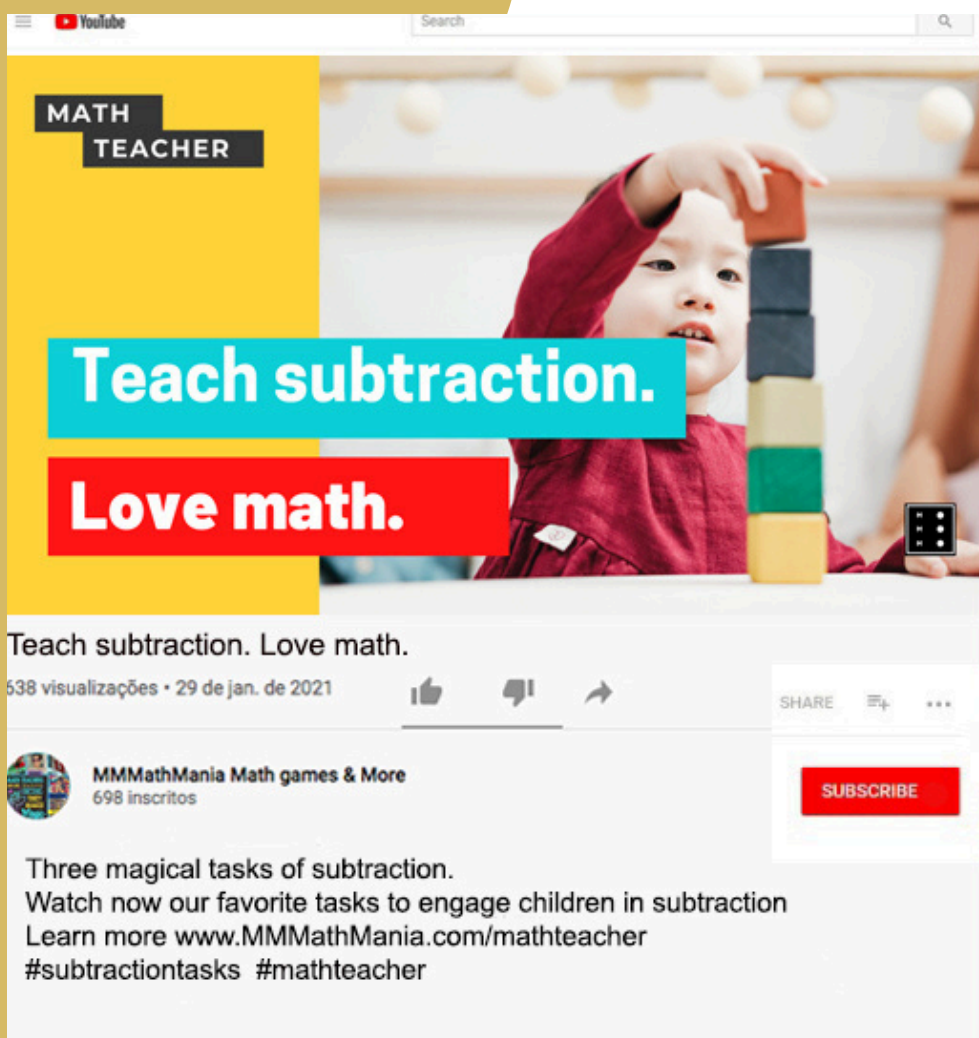 YouTube
Search
MATH
TEACHER
Teach subtraction.
Love math.
Teach subtraction. Love math.
638 visualizações • 29 de jan. de 2021
SHARE
MMMathMania Math games & More
698 inscritos
SUBSCRIBE
Three magical tasks of subtraction.
Watch now our favorite tasks to engage children in subtraction
Learn more www.MMMathMania.com/mathteacher
#subtractiontasks #mathteacher